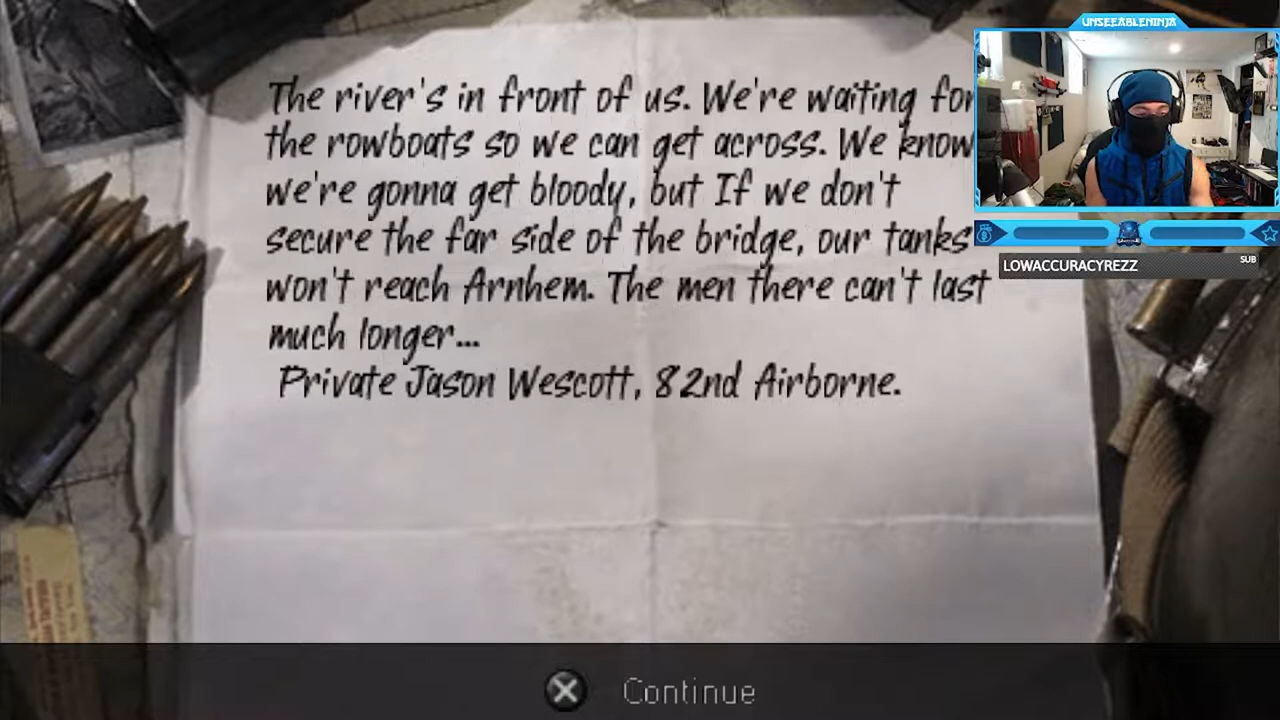 UNSEEABLENINJA
The river's in front of us. We're waiting for
the rowboats so we can get across. We know
we're gonna get bloody, but If we don't
secure the far side of the bridge, our tanks
won't reach Arnhem. The men there can't last
much longer...
Private Jason Wescott, 82nd Airborne.
LOWACCURACYREZZ
SUB
Continue